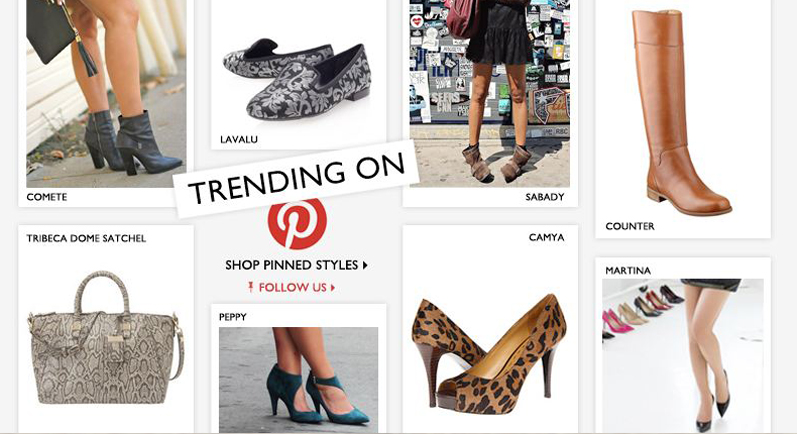 COMETE
LAVALU
SABADY
COUNTER
TRENDING ON
SHOP PINNED STYLES
FOLLOW US
TRIBECA DOME SATCHEL
PEPPY
CAMYA
MARTINA